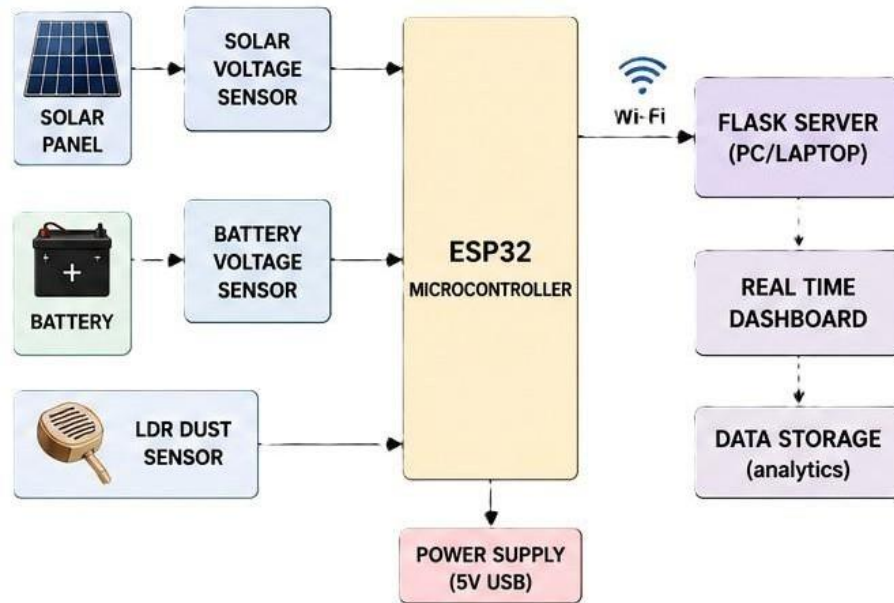 SOLAR
PANEL
SOLAR
VOLTAGE
SENSOR
BATTERY
BATTERY
VOLTAGE
SENSOR
LDR DUST
SENSOR
ESP32
MICROCONTROLLER
POWER SUPPLY
(5V USB)
Wi-Fi
FLASK SERVER
(PC/LAPTOP)
REAL TIME
DASHBOARD
DATA STORAGE
(analytics)